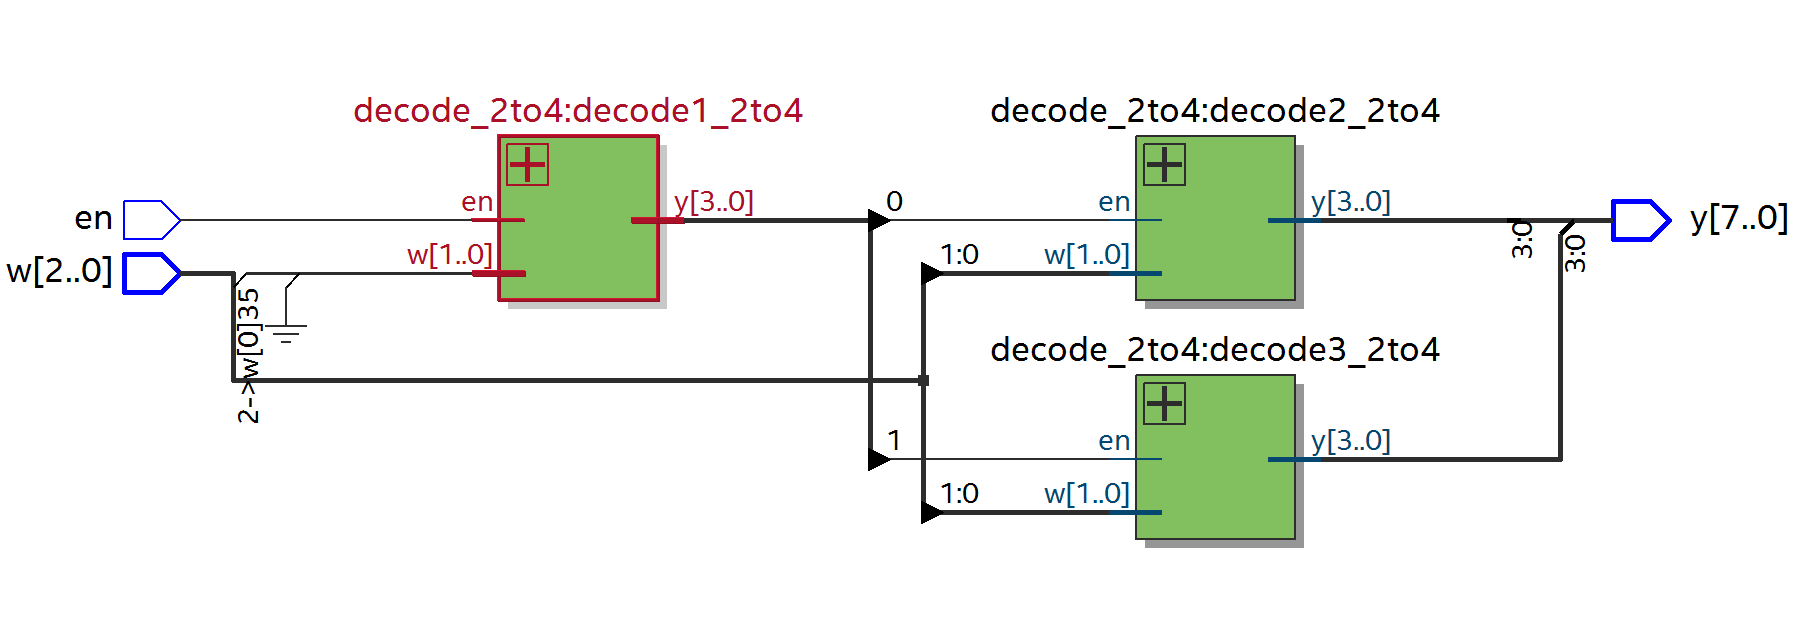 decode_2to4:decode1_2to4
decode_2to4:decode2_2to4
en
en
y[3..0]
0
en
y[3..0]
y[7..0]
w[2..0]
w[1..0]
1:0
w[1..0]
3:0
3:0
2->w[0]35
decode_2to4:decode3_2to4
1
en
y[3..0]
1:0
w[1..0]